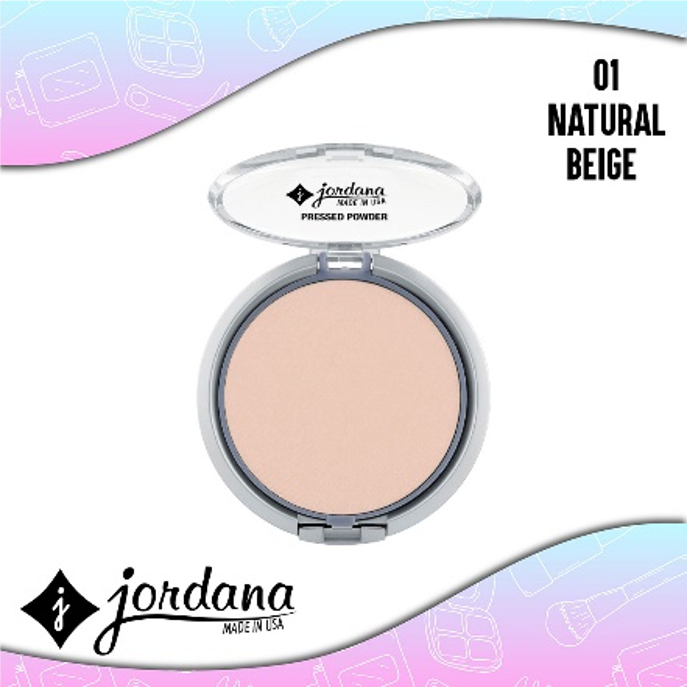 01
NATURAL
BEIGE
j
jordana
MADE IN USA
PRESSED POWDER
j
jordana
MADE IN USA